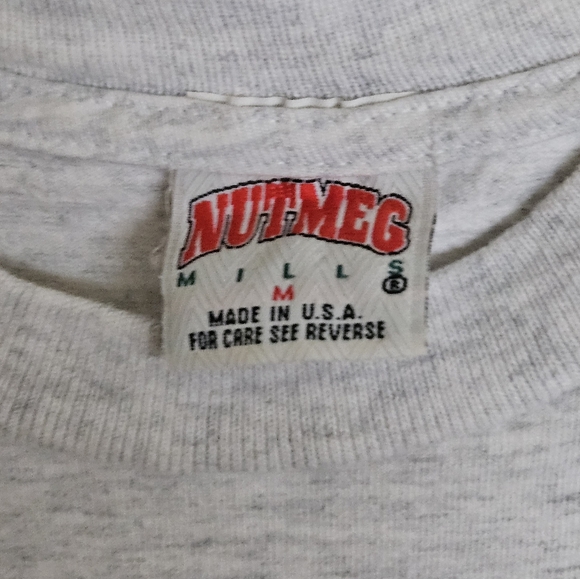 NUTMEG
MILLS
®
M
MADE IN U.S.A.
FOR CARE SEE REVERSE